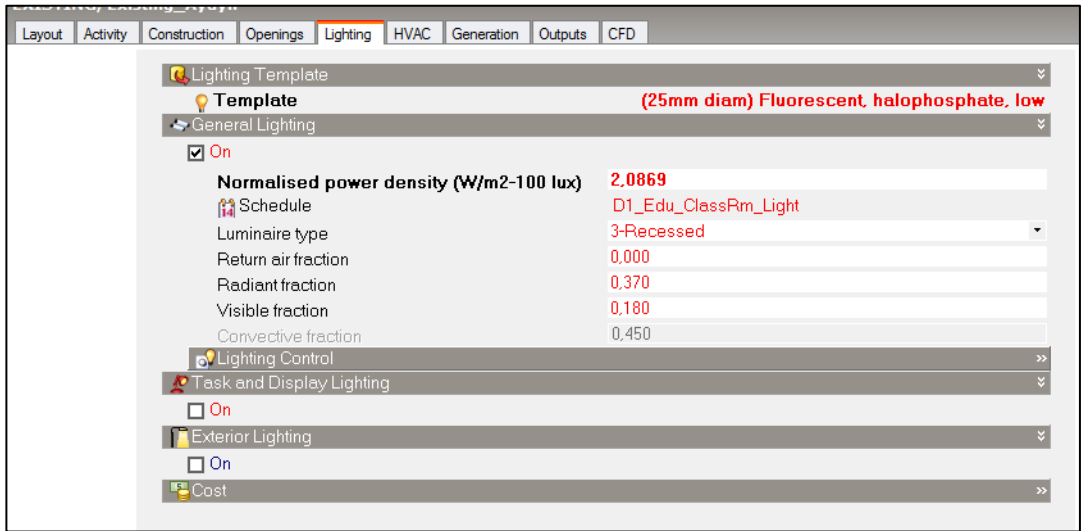 Layout Activity Construction Openings Lighting HVAC Generation Outputs CFD
Lighting Template
Template (25mm diam) Fluorescent, halophosphate, low
General Lighting
On
Normalised power density (W/m2-100 lux) 2,0869
14 Schedule D1_Edu_ClassRm_Light
Luminaire type 3-Recessed
Return air fraction 0,000
Radiant fraction 0,370
Visible fraction 0,180
Convective fraction 0,450
Lighting Control
Task and Display Lighting
On
Exterior Lighting
On
Cost